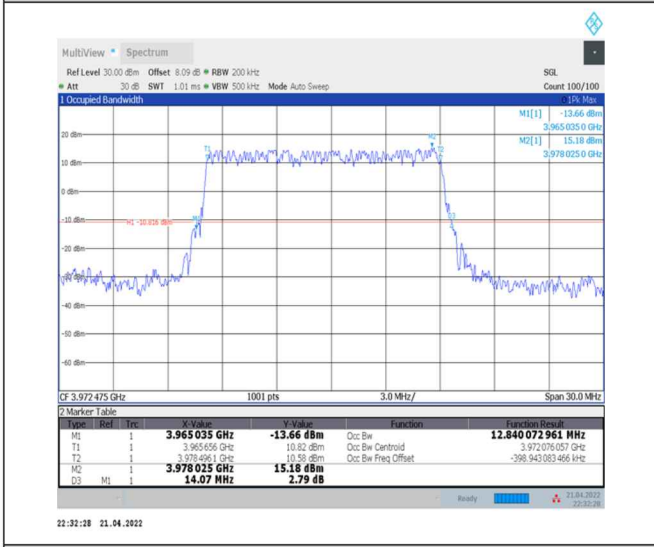 MultiView Spectrum
Ref Level 30.00 dBm Offset 8.09 dB RBW 200 kHz SGL
Att 30 dB SWT 1.01 ms VBW 500 kHz Mode Auto Sweep Count 100/100
1 Occupied Bandwidth 1Pk Max
M1[1] -13.66 dBm
3.965 035 0 GHz
M2[1] 15.18 dBm
3.978 025 0 GHz
20 dBm
M2
T1 T2
10 dBm
0 dBm
D3
-10 dBm
M1
H1 -10.816 dBm
-20 dBm
-30 dBm
-40 dBm
-50 dBm
-60 dBm
CF 3.972 475 GHz 1001 pts 3.0 MHz/ Span 30.0 MHz
2 Marker Table
Type Ref Trc X-Value Y-Value Function Function Result
M1 1 3.965 035 GHz -13.66 dBm Occ Bw 12.840 072 961 MHz
T1 1 3.965 656 GHz 10.82 dBm Occ Bw Centroid 3.972 076 057 GHz
T2 1 3.978 496 1 GHz 10.58 dBm Occ Bw Freq Offset -398.943 083 466 kHz
M2 1 3.978 025 GHz 15.18 dBm
D3 M1 1 14.07 MHz 2.79 dB
Ready 21.04.2022
22:32:28
22:32:28 21.04.2022